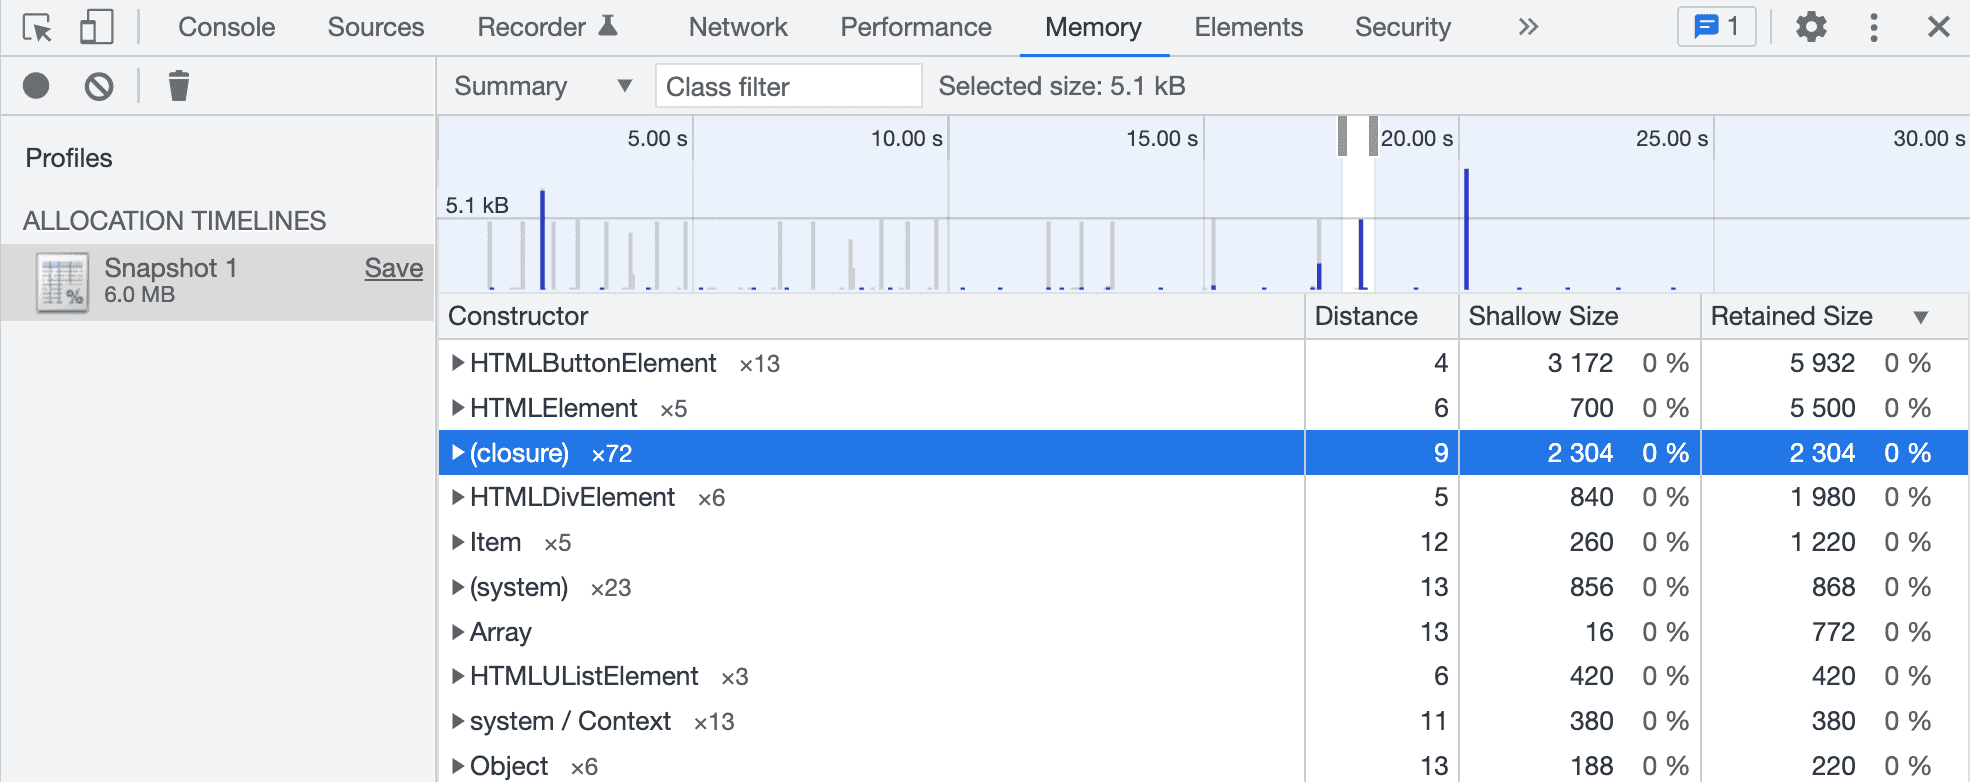 Console Sources Recorder Network Performance Memory Elements Security » 1
Summary ▼ Class filter Selected size: 5.1 kB
Profiles
ALLOCATION TIMELINES
Snapshot 1 Save
6.0 MB
5.00 s 10.00 s 15.00 s 20.00 s 25.00 s 30.00 s
5.1 kB
Constructor Distance Shallow Size Retained Size ▼
HTMLButtonElement ×13 4 3 172 0 % 5 932 0 %
HTMLElement ×5 6 700 0 % 5 500 0 %
(closure) ×72 9 2 304 0 % 2 304 0 %
HTMLDivElement ×6 5 840 0 % 1 980 0 %
Item ×5 12 260 0 % 1 220 0 %
(system) ×23 13 856 0 % 868 0 %
Array 13 16 0 % 772 0 %
HTMLUListElement ×3 6 420 0 % 420 0 %
system / Context ×13 11 380 0 % 380 0 %
Object ×6 13 188 0 % 220 0 %